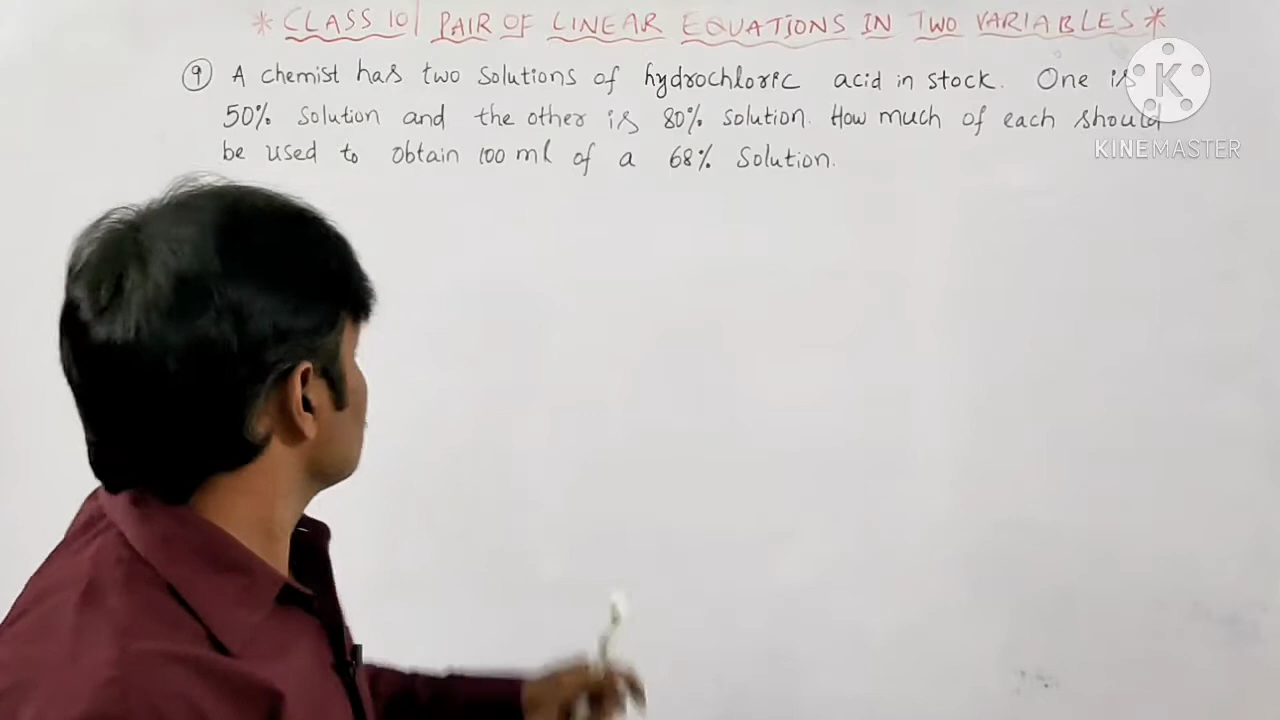 * CLASS 10 | PAIR OF LINEAR EQUATIONS IN TWO VARIABLES *
9 A chemist has two solutions of hydrochloric acid in stock. One is
50% solution and the other is 80% solution. How much of each should
be used to obtain 100 ml of a 68% solution.
K
KINEMASTER